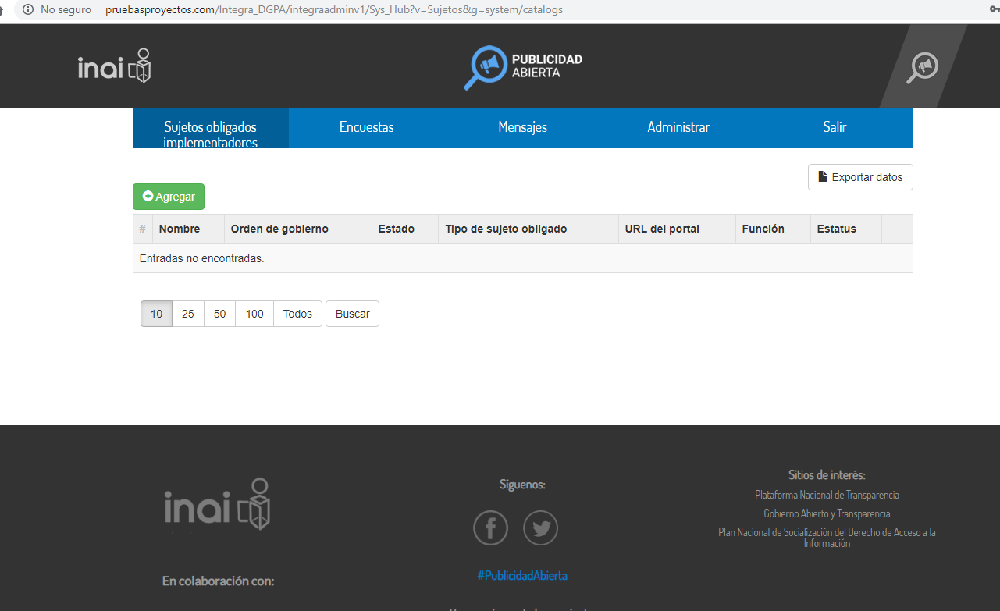 No seguro | pruebasproyectos.com/Integra_DGPA/integraadminv1/Sys_Hub?v=Sujetos&g=system/catalogs
inai
PUBLICIDAD
ABIERTA
Sujetos obligados
implementadores
Encuestas
Mensajes
Administrar
Salir
Exportar datos
Agregar
# Nombre Orden de gobierno Estado Tipo de sujeto obligado URL del portal Función Estatus
Entradas no encontradas.
10 25 50 100 Todos Buscar
inai
En colaboración con:
Síguenos:
#PublicidadAbierta
Sitios de interés:
Plataforma Nacional de Transparencia
Gobierno Abierto y Transparencia
Plan Nacional de Socialización del Derecho de Acceso a la
Información